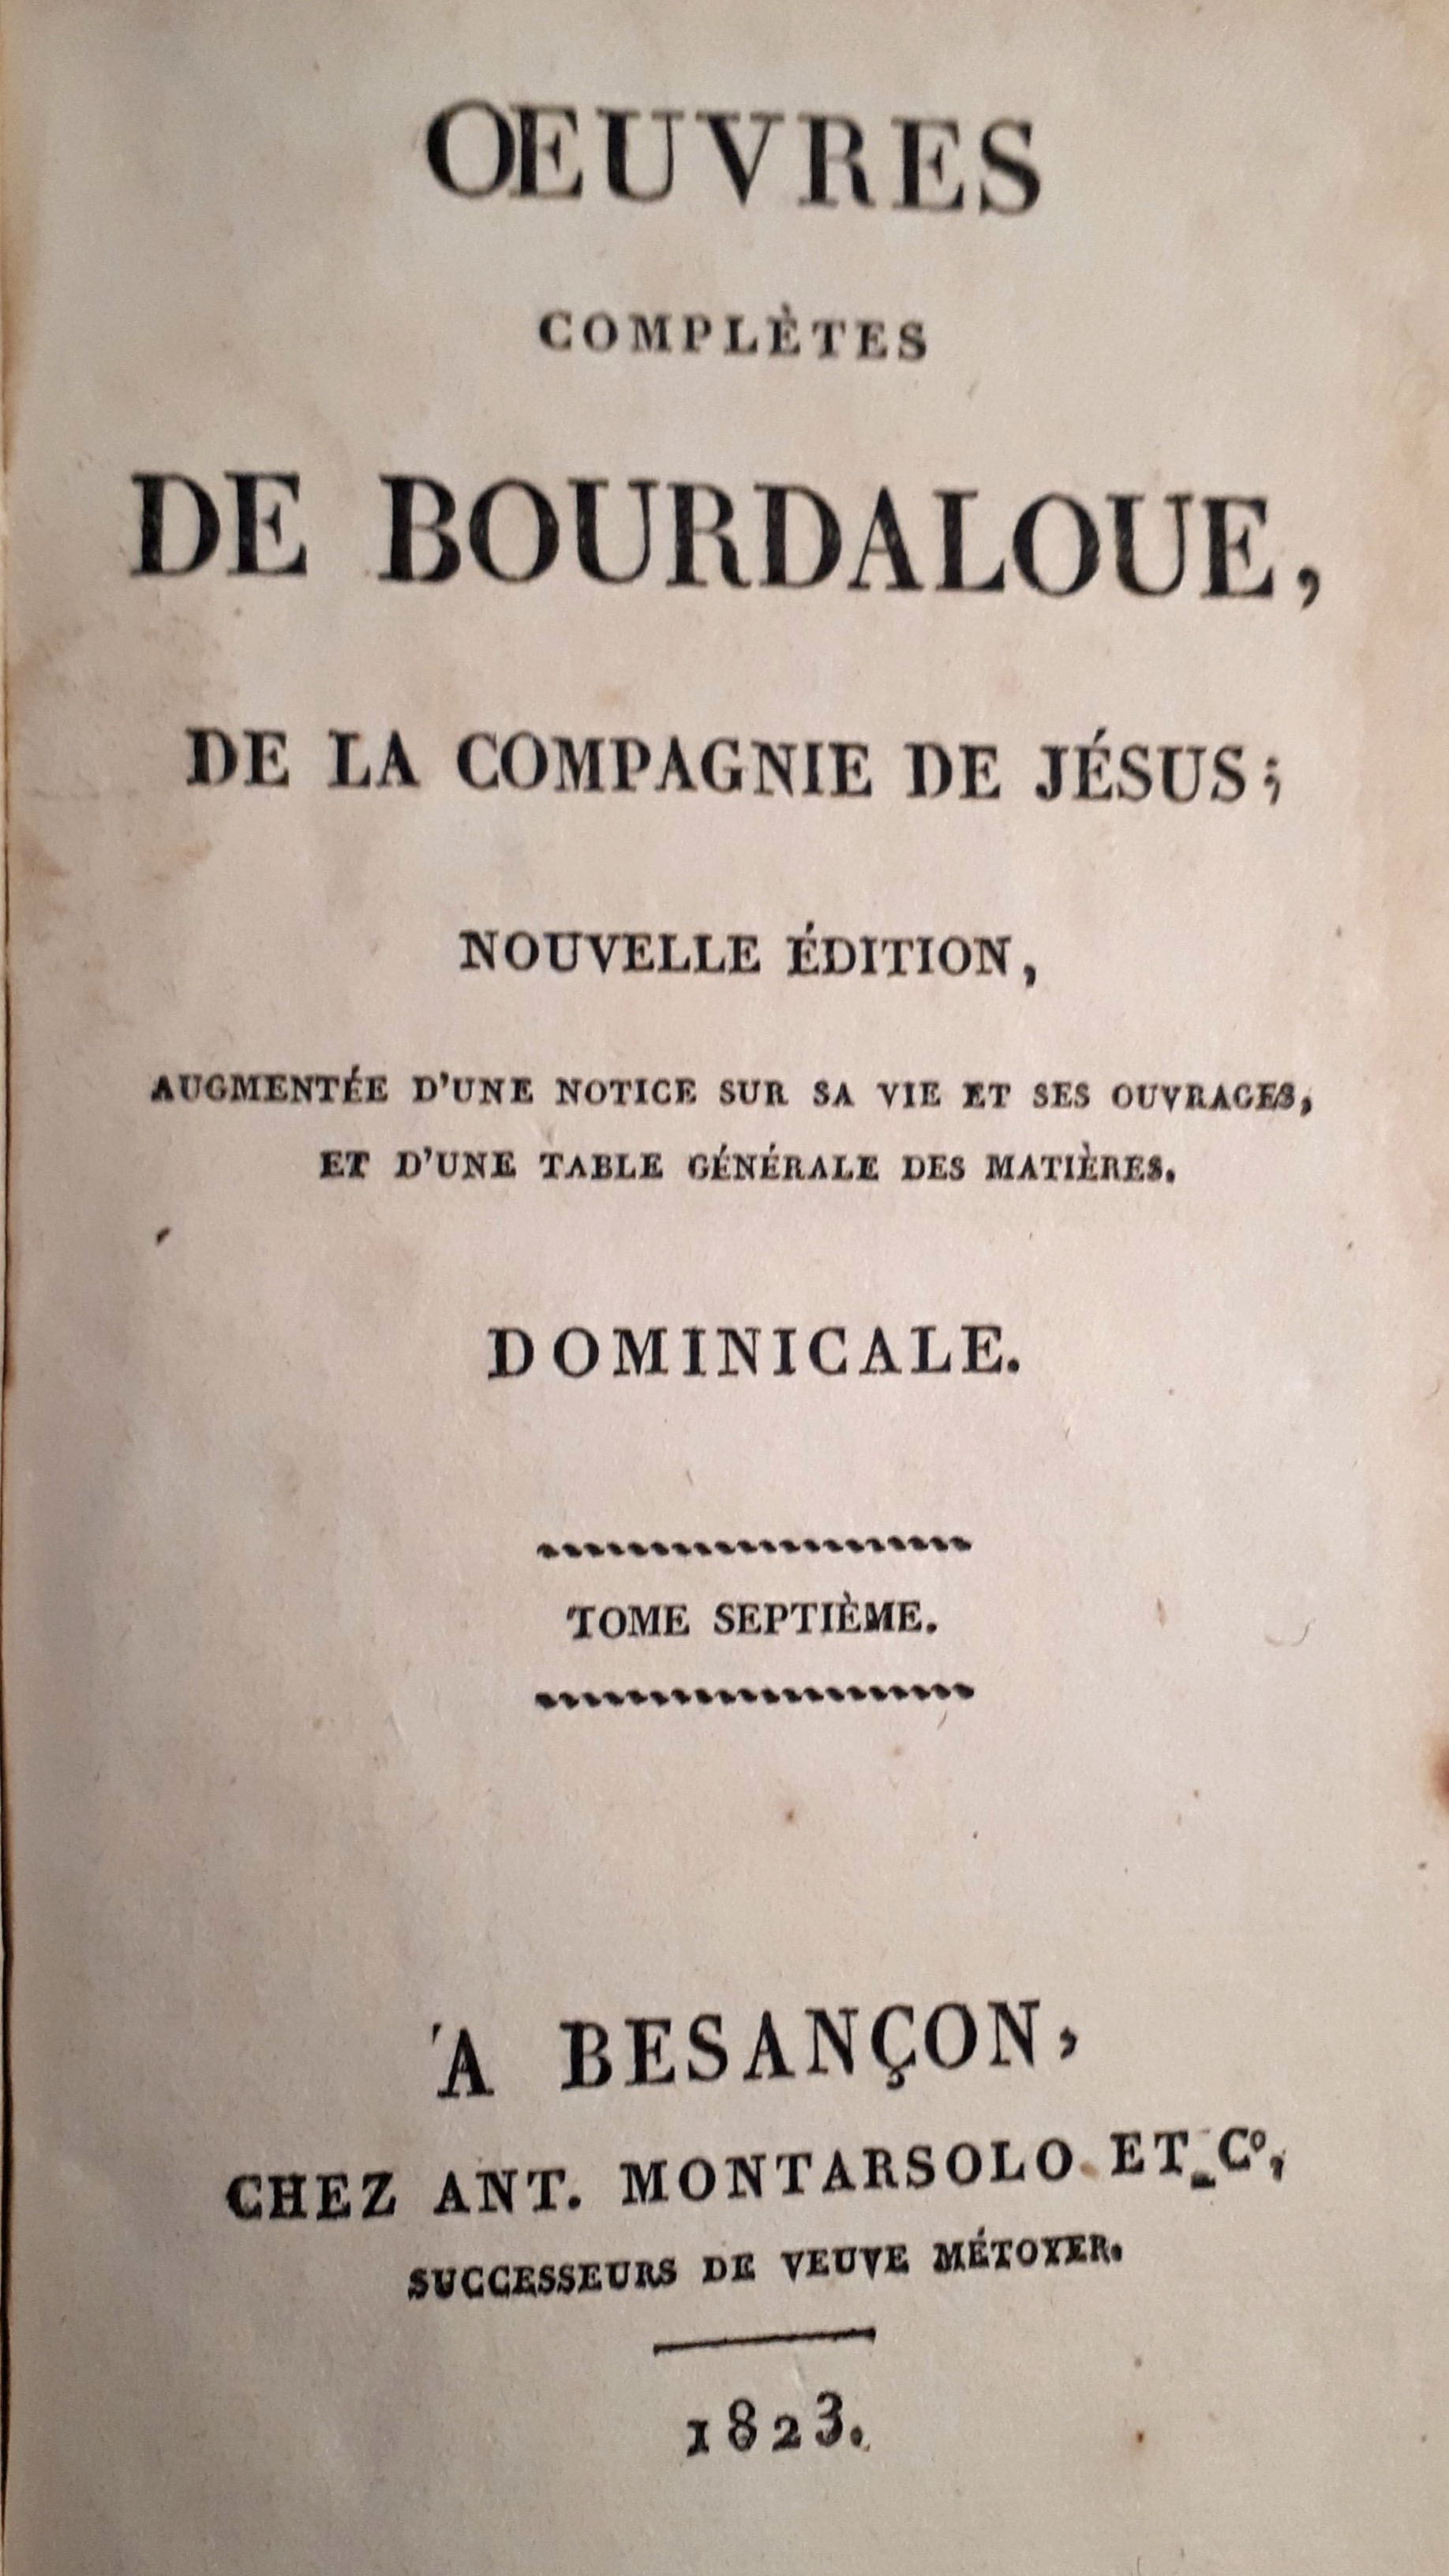 ŒUVRES
COMPLÈTES
DE BOURDALOUE,
DE LA COMPAGNIE DE JÉSUS;
NOUVELLE ÉDITION,
AUGMENTÉE D'UNE NOTICE SUR SA VIE ET SES OUVRAGES,
ET D'UNE TABLE GÉNÉRALE DES MATIÈRES.
DOMINICALE.
TOME SEPTIÈME.
A BESANÇON,
CHEZ ANT. MONTARSOLO ET Cº,
SUCCESSEURS DE VEUVE MÉTOYER.
1823.